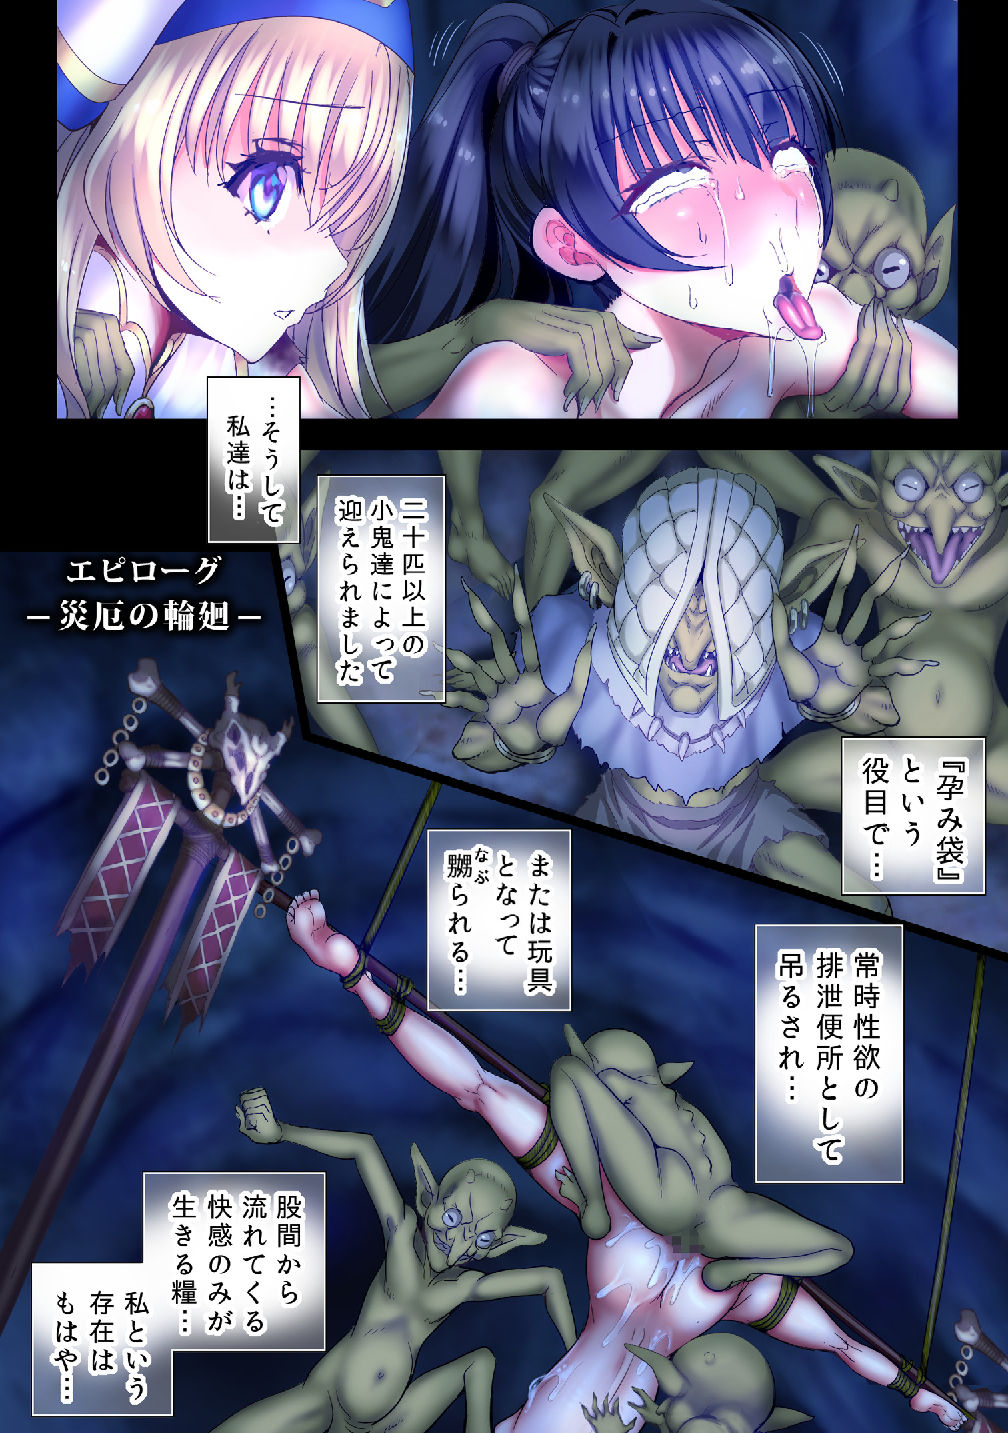 …そうして
私達は…
二十匹以上の
小鬼達によって
迎えられました
エピローグ
－災厄の輪廻－
『孕み袋』
という
役目で…
常時性欲の
排泄便所として
吊るされ…
または玩具
となって
嬲られる…
なぶ
股間から
流れてくる
快感のみが
生きる糧…
私という
存在は
もはや…